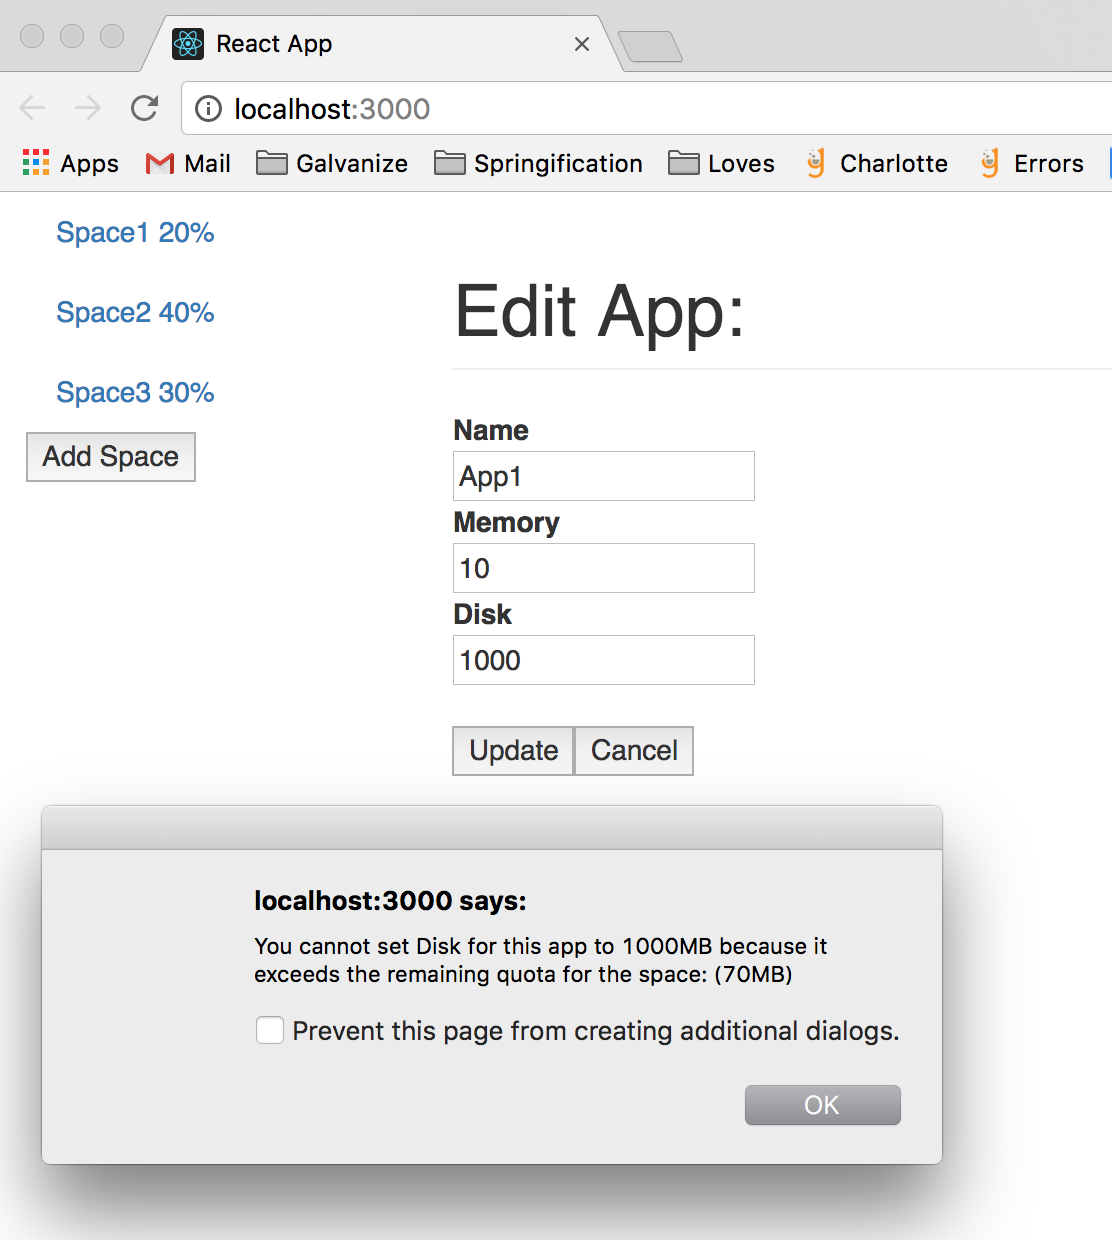 React App
localhost:3000
Apps Mail Galvanize Springification Loves Charlotte Errors
Space1 20%
Space2 40%
Space3 30%
Add Space
Edit App:
Name
App1
Memory
10
Disk
1000
Update Cancel
localhost:3000 says:
You cannot set Disk for this app to 1000MB because it
exceeds the remaining quota for the space: (70MB)
Prevent this page from creating additional dialogs.
OK